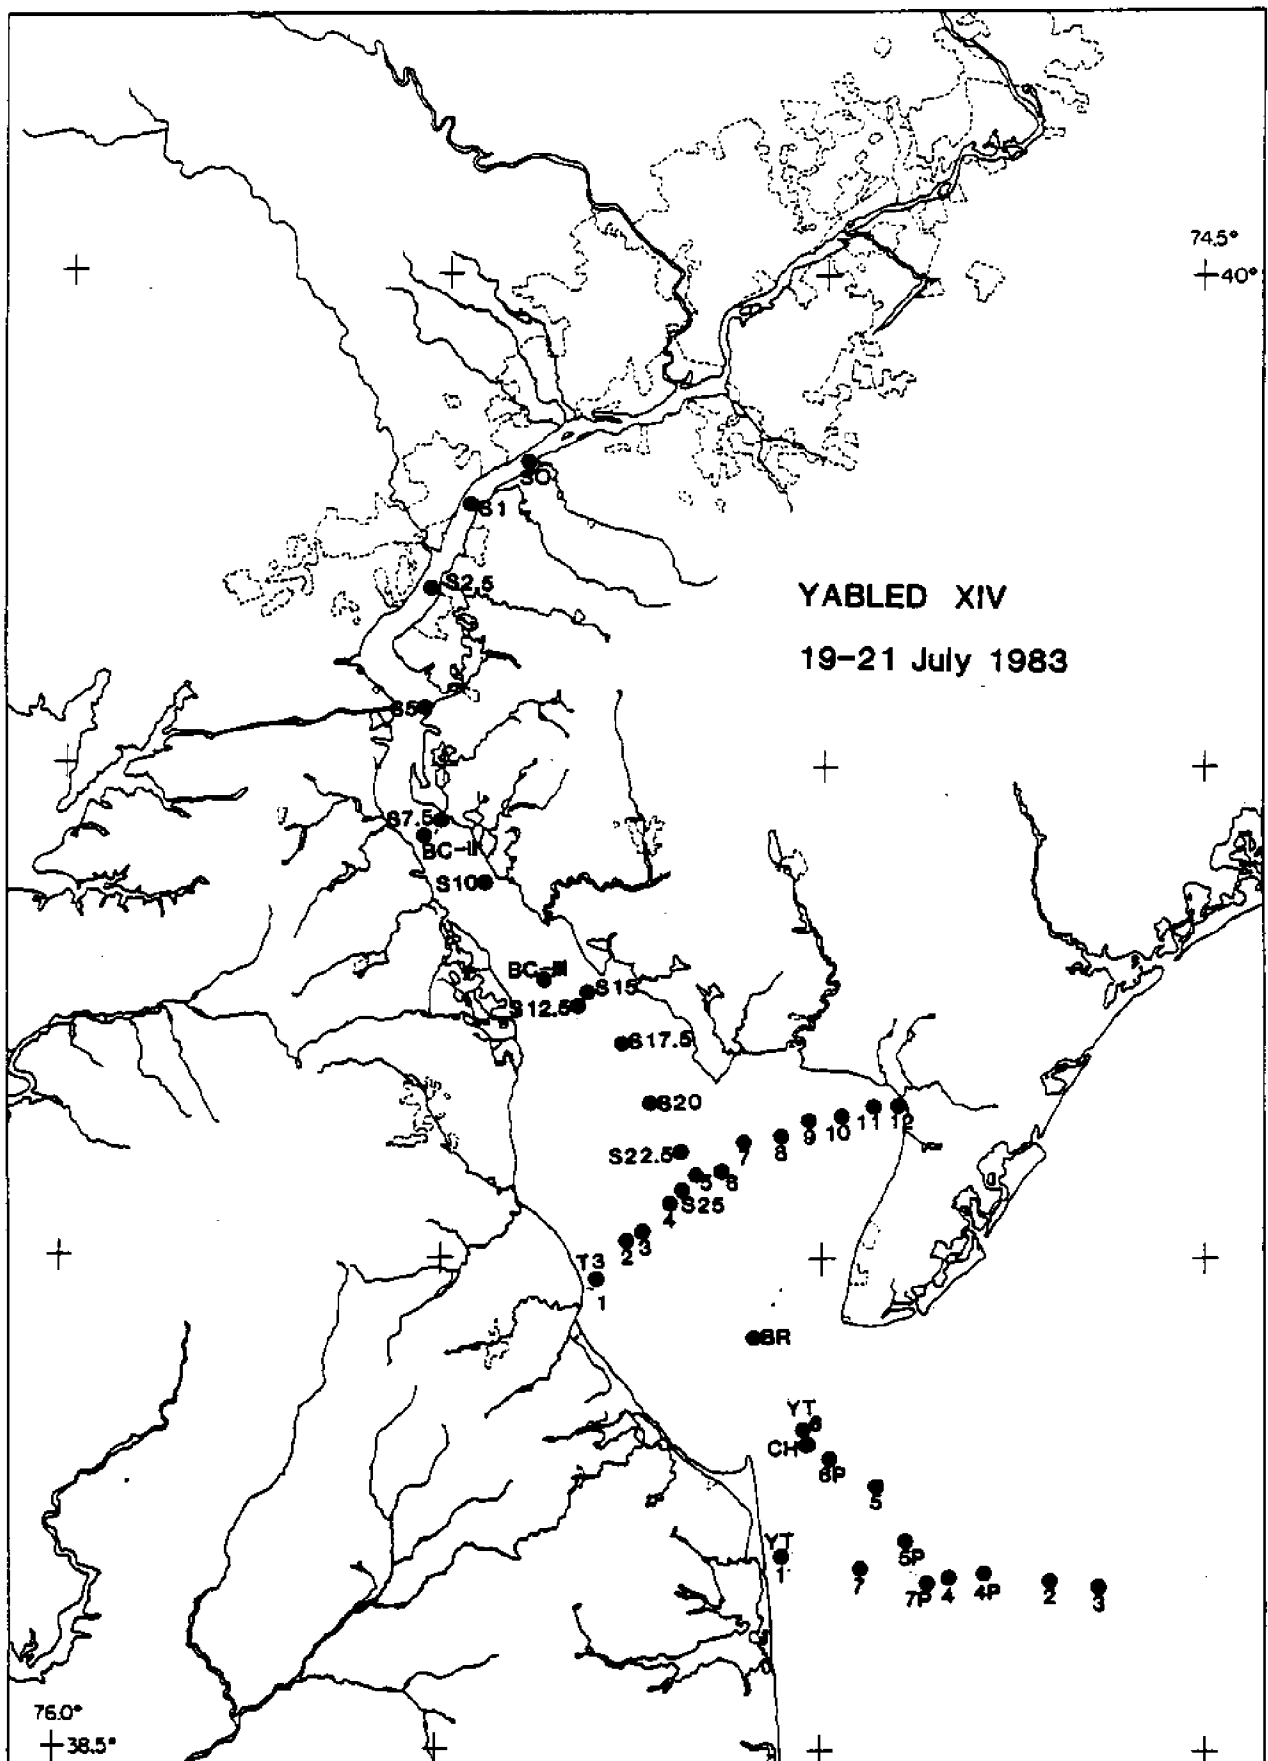 74.5°
40°
S0
S1
YABLED XIV
S2.5
19-21 July 1983
S5
S7.5
BC-II
S10
BC-III
S15
S12.5
S17.5
S20
12
11
10
9
8
7
S22.5
5
6
S25
4
3
2
T3
1
BR
YT
6
CH
6P
5
YT
1
5P
7
7P
4
4P
2
3
76.0°
38.5°